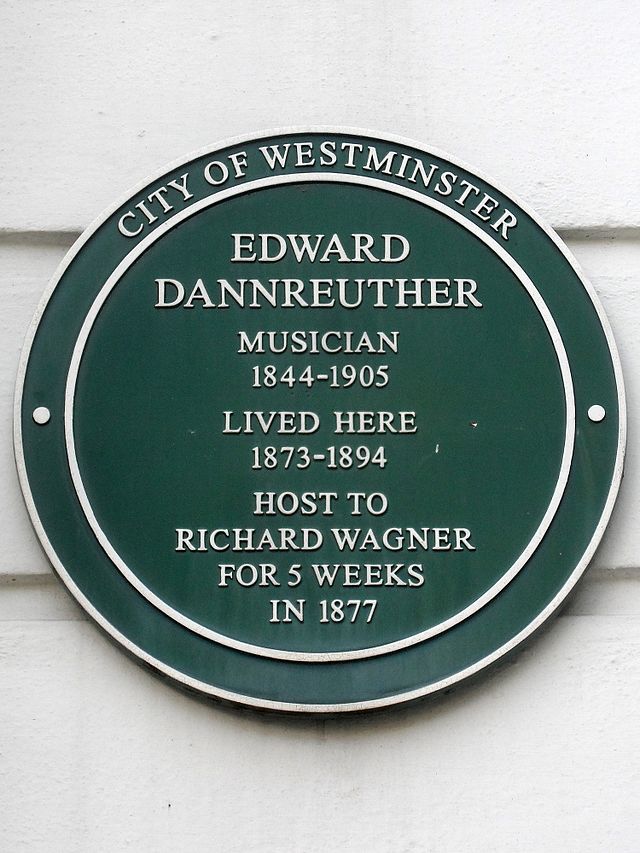 CITY OF WESTMINSTER
EDWARD
DANNREUTHER
MUSICIAN
1844-1905
LIVED HERE
1873-1894
HOST TO
RICHARD WAGNER
FOR 5 WEEKS
IN 1877